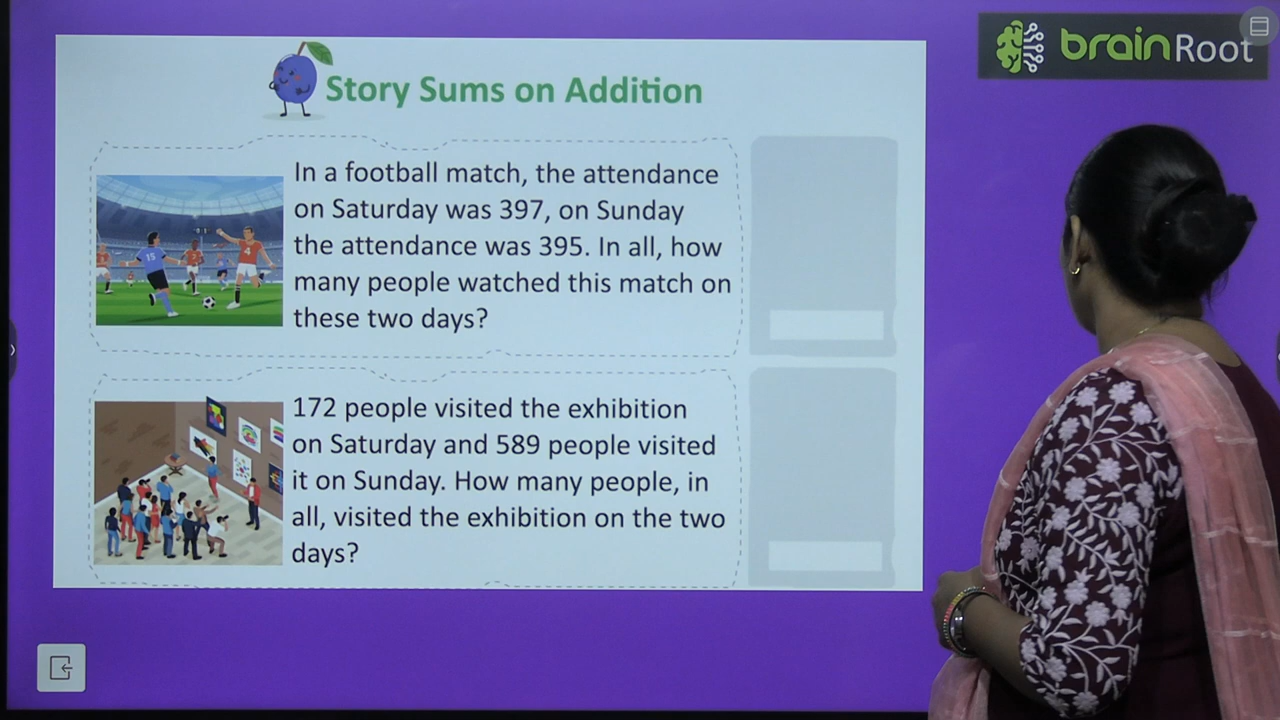 brainRoot
Story Sums on Addition
In a football match, the attendance
on Saturday was 397, on Sunday
the attendance was 395. In all, how
many people watched this match on
these two days?
172 people visited the exhibition
on Saturday and 589 people visited
it on Sunday. How many people, in
all, visited the exhibition on the two
days?
15
4